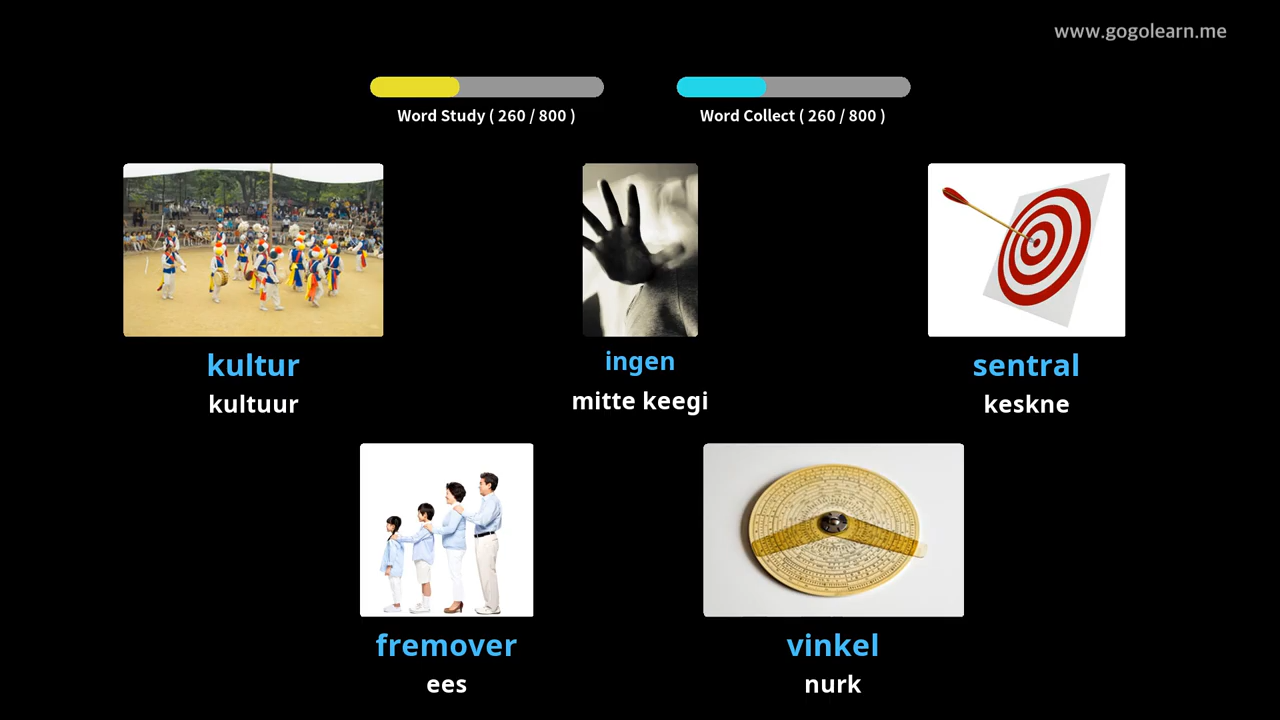 www.gogolearn.me
Word Study ( 260 / 800 )
Word Collect ( 260 / 800 )
kultur
kultuur
ingen
mitte keegi
sentral
keskne
fremover
ees
vinkel
nurk